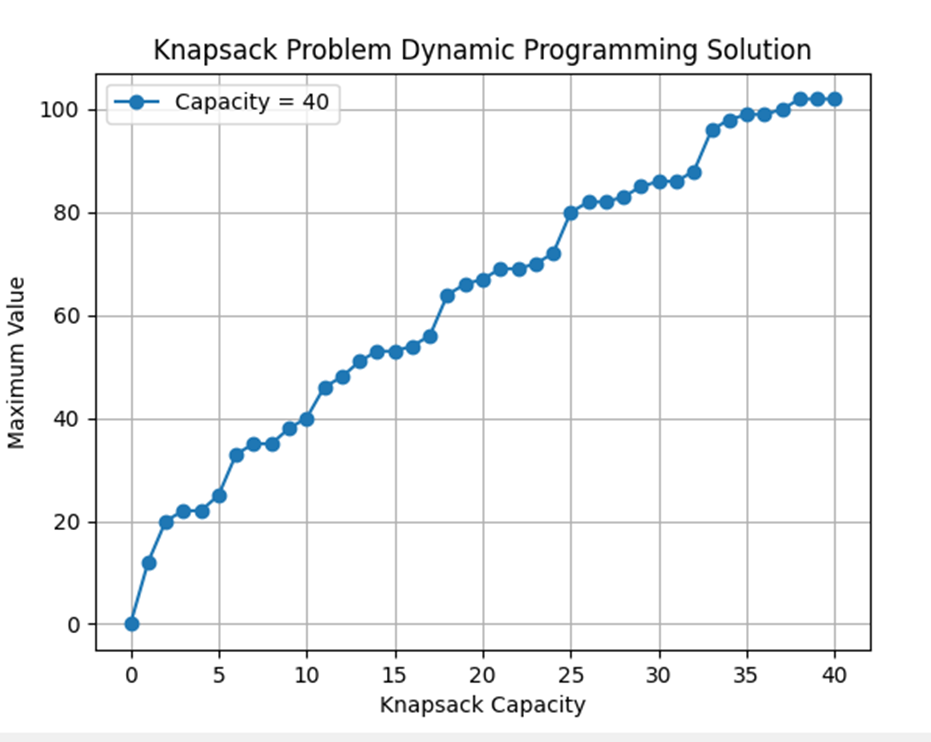 Knapsack Problem Dynamic Programming Solution
Capacity = 40
100
80
60
40
20
0
Maximum Value
0 5 10 15 20 25 30 35 40
Knapsack Capacity